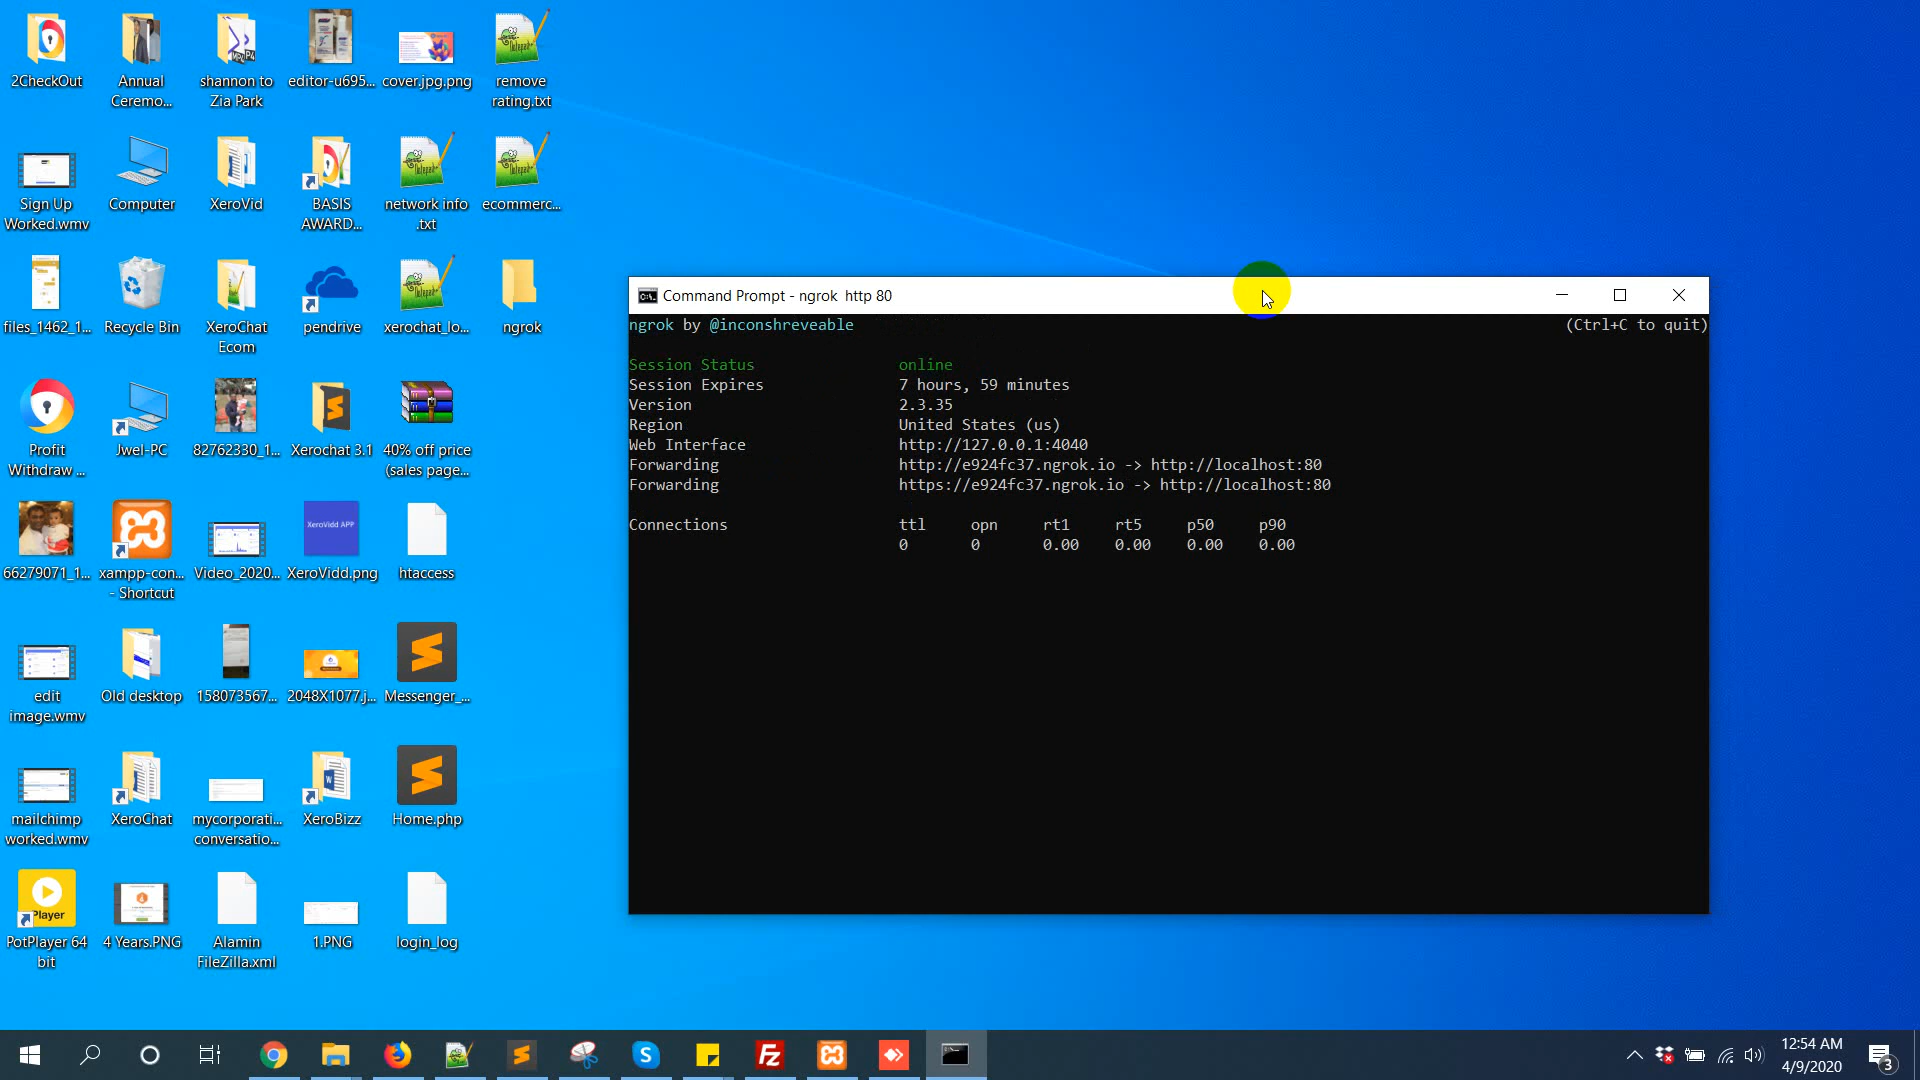 2CheckOut
Annual
Ceremo...
shannon to
Zia Park
editor-u695...
cover.jpg.png
remove
rating.txt
Sign Up
Worked.wmv
Computer
XeroVid
BASIS
AWARD...
network info
.txt
ecommerc...
files_1462_1...
Recycle Bin
XeroChat
Ecom
pendrive
xerochat_lo...
ngrok
Profit
Withdraw ...
Jwel-PC
82762330_1...
Xerochat 3.1
40% off price
(sales page...
66279071_1...
xampp-con...
- Shortcut
Video_2020...
XeroVidd APP
XeroVidd.png
htaccess
edit
image.wmv
Old desktop
158073567...
2048X1077.j...
Messenger_...
mailchimp
worked.wmv
XeroChat
mycorporati...
conversatio...
XeroBizz
Home.php
Player
PotPlayer 64
bit
4 Years.PNG
Alamin
FileZilla.xml
1.PNG
login_log
Command Prompt - ngrok  http 80
ngrok by @inconshreveable (Ctrl+C to quit)
Session Status online
Session Expires 7 hours, 59 minutes
Version 2.3.35
Region United States (us)
Web Interface http://127.0.0.1:4040
Forwarding http://e924fc37.ngrok.io -> http://localhost:80
Forwarding https://e924fc37.ngrok.io -> http://localhost:80
Connections ttl opn rt1 rt5 p50 p90
0 0 0.00 0.00 0.00 0.00
12:54 AM
4/9/2020
3